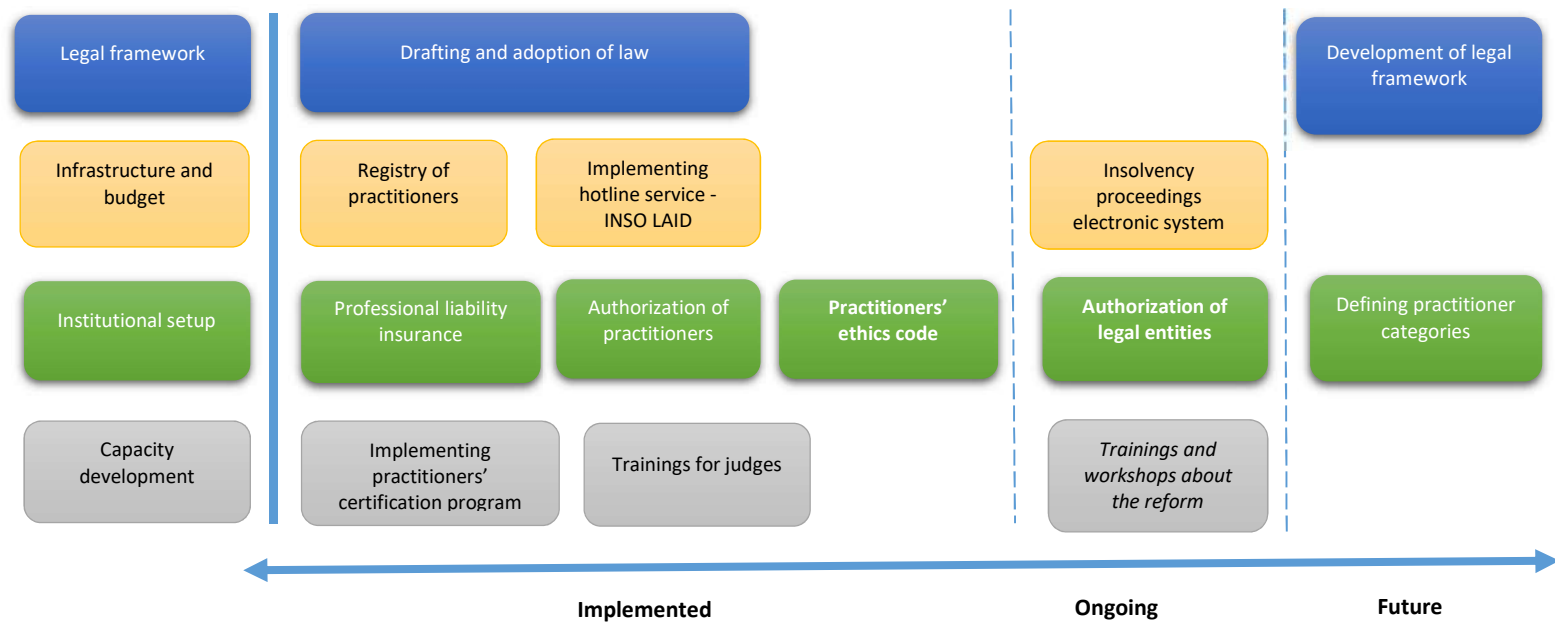 Legal framework
Drafting and adoption of law
Development of legal
framework
Infrastructure and
budget
Registry of
practitioners
Implementing
hotline service -
INSO LAID
Insolvency
proceedings
electronic system
Institutional setup
Professional liability
insurance
Authorization of
practitioners
Practitioners’
ethics code
Authorization of
legal entities
Defining practitioner
categories
Capacity
development
Implementing
practitioners’
certification program
Trainings for judges
Trainings and
workshops about
the reform
Implemented
Ongoing
Future